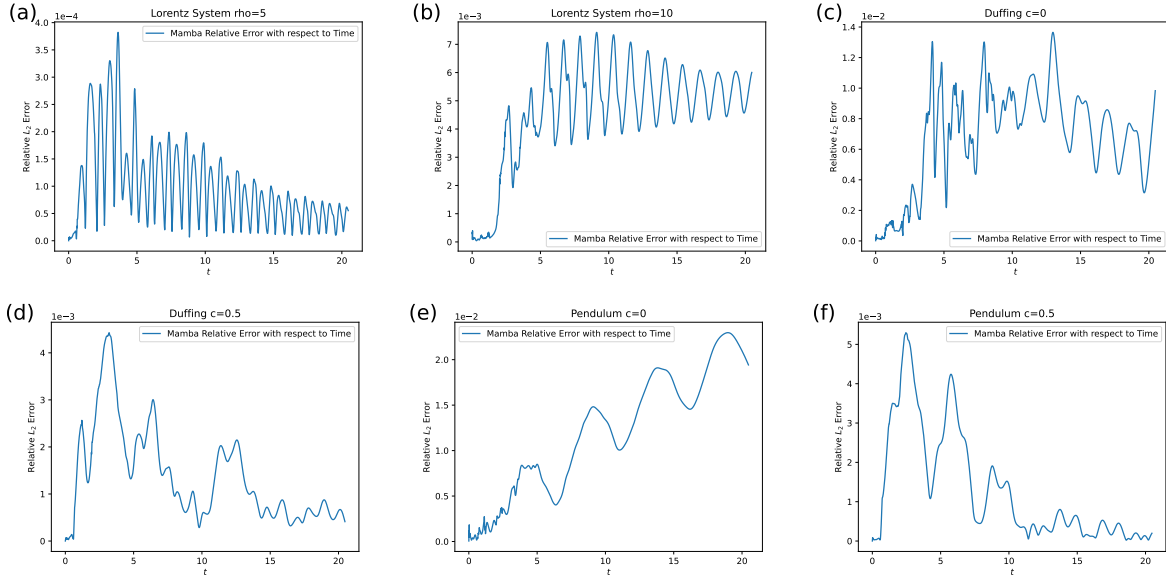 (a)
Lorentz System rho=5
1e−4
Mamba Relative Error with respect to Time
4.0
3.5
3.0
2.5
2.0
1.5
1.0
0.5
0.0
Relative L2 Error
0 5 10 15 20
t
(b)
Lorentz System rho=10
1e−3
7
6
5
4
3
2
1
0
Relative L2 Error
Mamba Relative Error with respect to Time
0 5 10 15 20
t
(c)
Duffing c=0
1e−2
1.4
1.2
1.0
0.8
0.6
0.4
0.2
0.0
Relative L2 Error
Mamba Relative Error with respect to Time
0 5 10 15 20
t
(d)
Duffing c=0.5
1e−3
Mamba Relative Error with respect to Time
4
3
2
1
0
Relative L2 Error
0 5 10 15 20
t
(e)
Pendulum c=0
1e−2
Mamba Relative Error with respect to Time
2.0
1.5
1.0
0.5
0.0
Relative L2 Error
0 5 10 15 20
t
(f)
Pendulum c=0.5
1e−3
Mamba Relative Error with respect to Time
5
4
3
2
1
0
Relative L2 Error
0 5 10 15 20
t